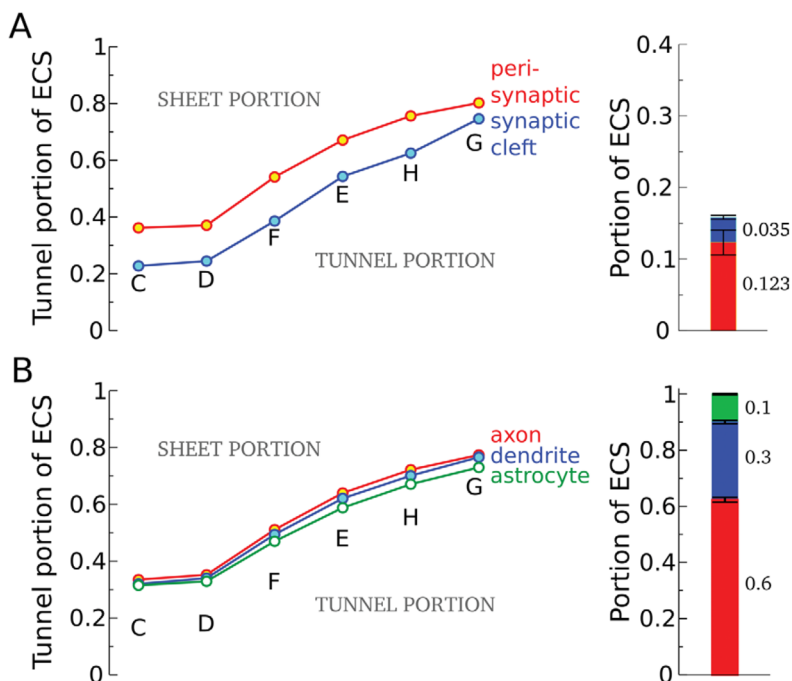 A
Tunnel portion of ECS
1
0.8
0.6
0.4
0.2
0
SHEET PORTION
TUNNEL PORTION
C
D
F
E
H
G
peri-
synaptic
synaptic
cleft
Portion of ECS
0.4
0.3
0.2
0.1
0
0.035
0.123
B
Tunnel portion of ECS
1
0.8
0.6
0.4
0.2
0
SHEET PORTION
TUNNEL PORTION
C
D
F
E
H
G
axon
dendrite
astrocyte
Portion of ECS
1
0.8
0.6
0.4
0.2
0
0.1
0.3
0.6